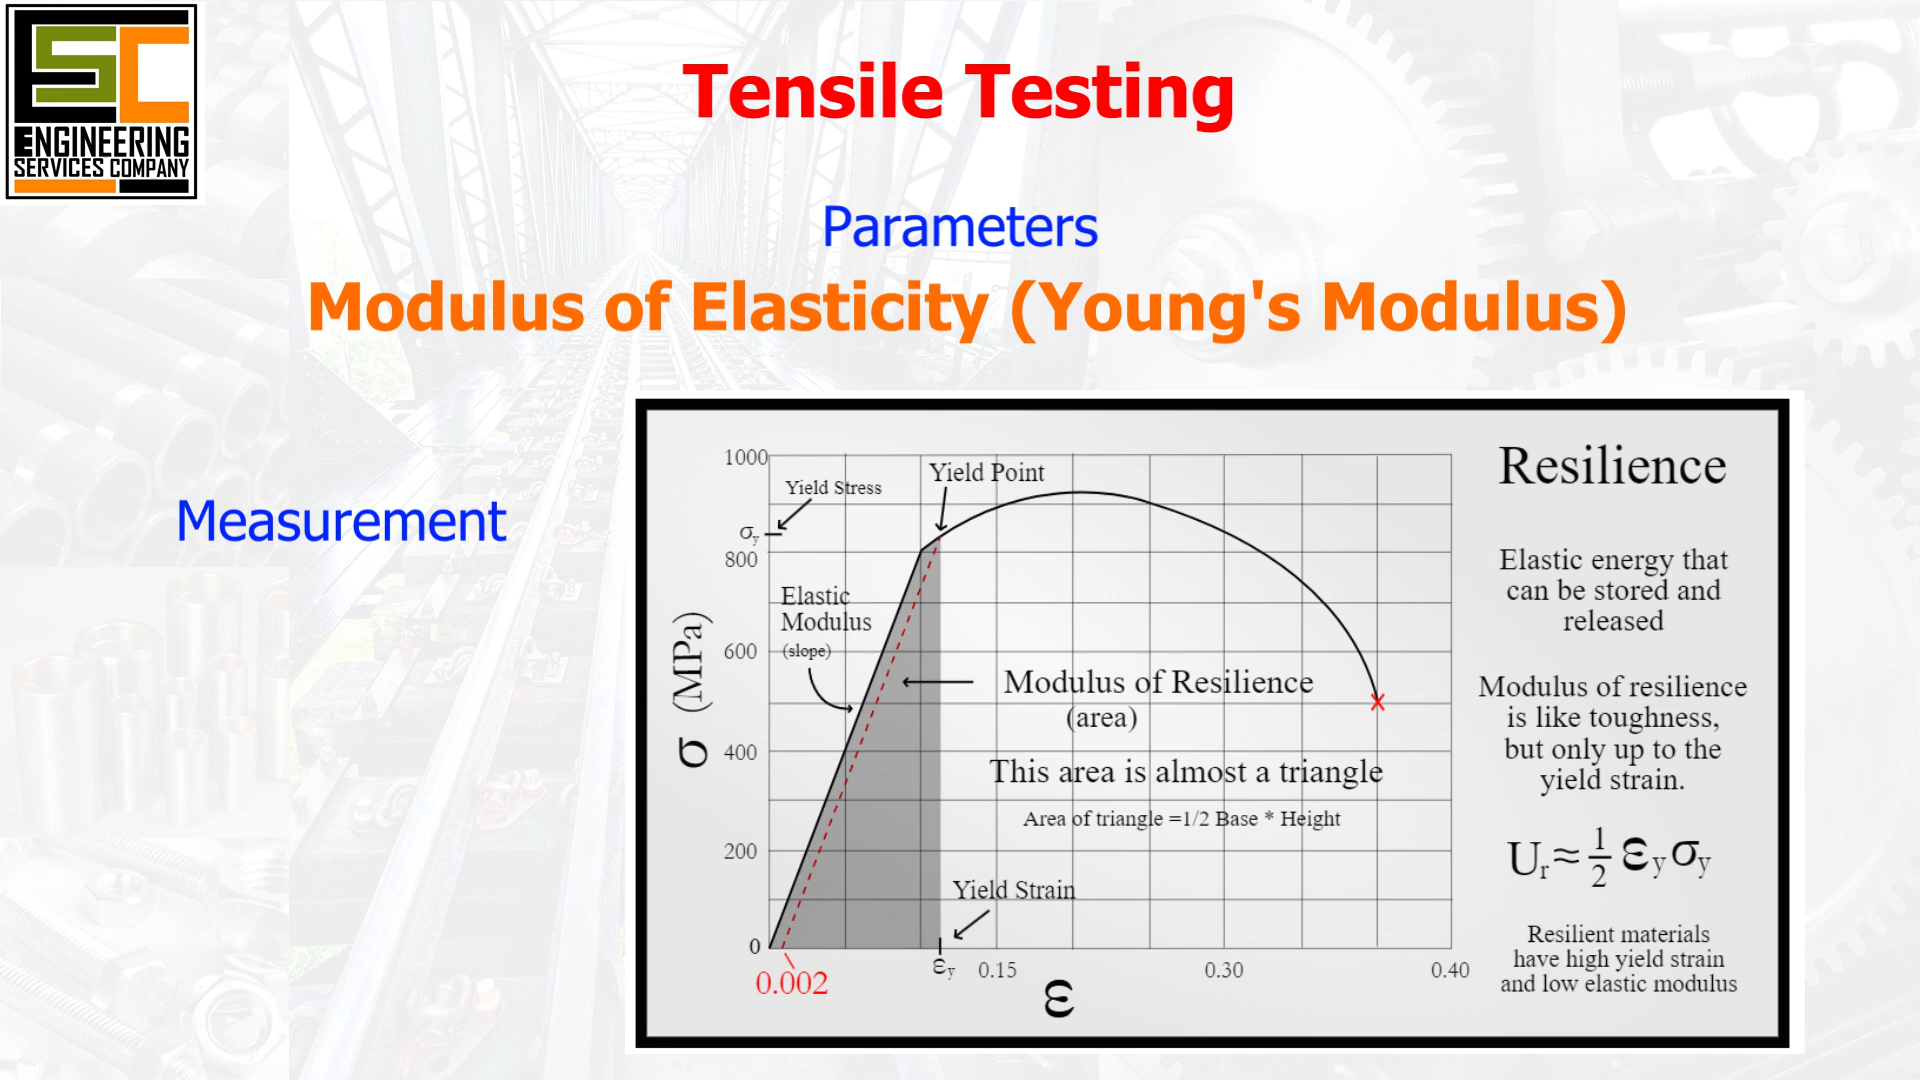 SC
ENGINEERING
SERVICES COMPANY
Tensile Testing
Parameters
Modulus of Elasticity (Young's Modulus)
Measurement
1000
Yield Stress
Yield Point
σy
800
Elastic
Modulus
(slope)
600
Modulus of Resilience
(area)
σ (MPa)
400
This area is almost a triangle
Area of triangle =1/2 Base * Height
200
Yield Strain
0
0.002
εy
0.15
0.30
0.40
ε
Resilience
Elastic energy that
can be stored and
released
Modulus of resilience
is like toughness,
but only up to the
yield strain.
Ur≈ 1/2 εyσy
Resilient materials
have high yield strain
and low elastic modulus